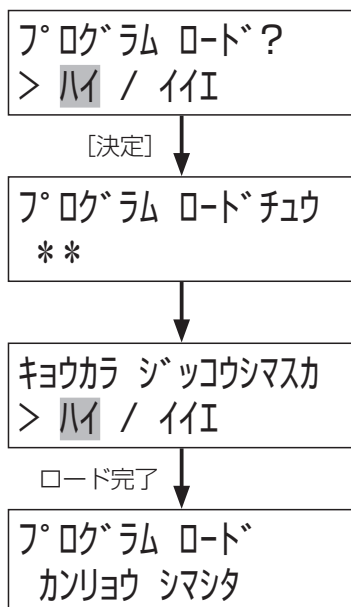 プログラム ロード?
> ハイ / イイエ
[決定]
プログラム ロードチュウ
**
キョウカラ ジッコウシマスカ
> ハイ / イイエ
ロード完了
プログラム ロード
カンリョウ シマシタ